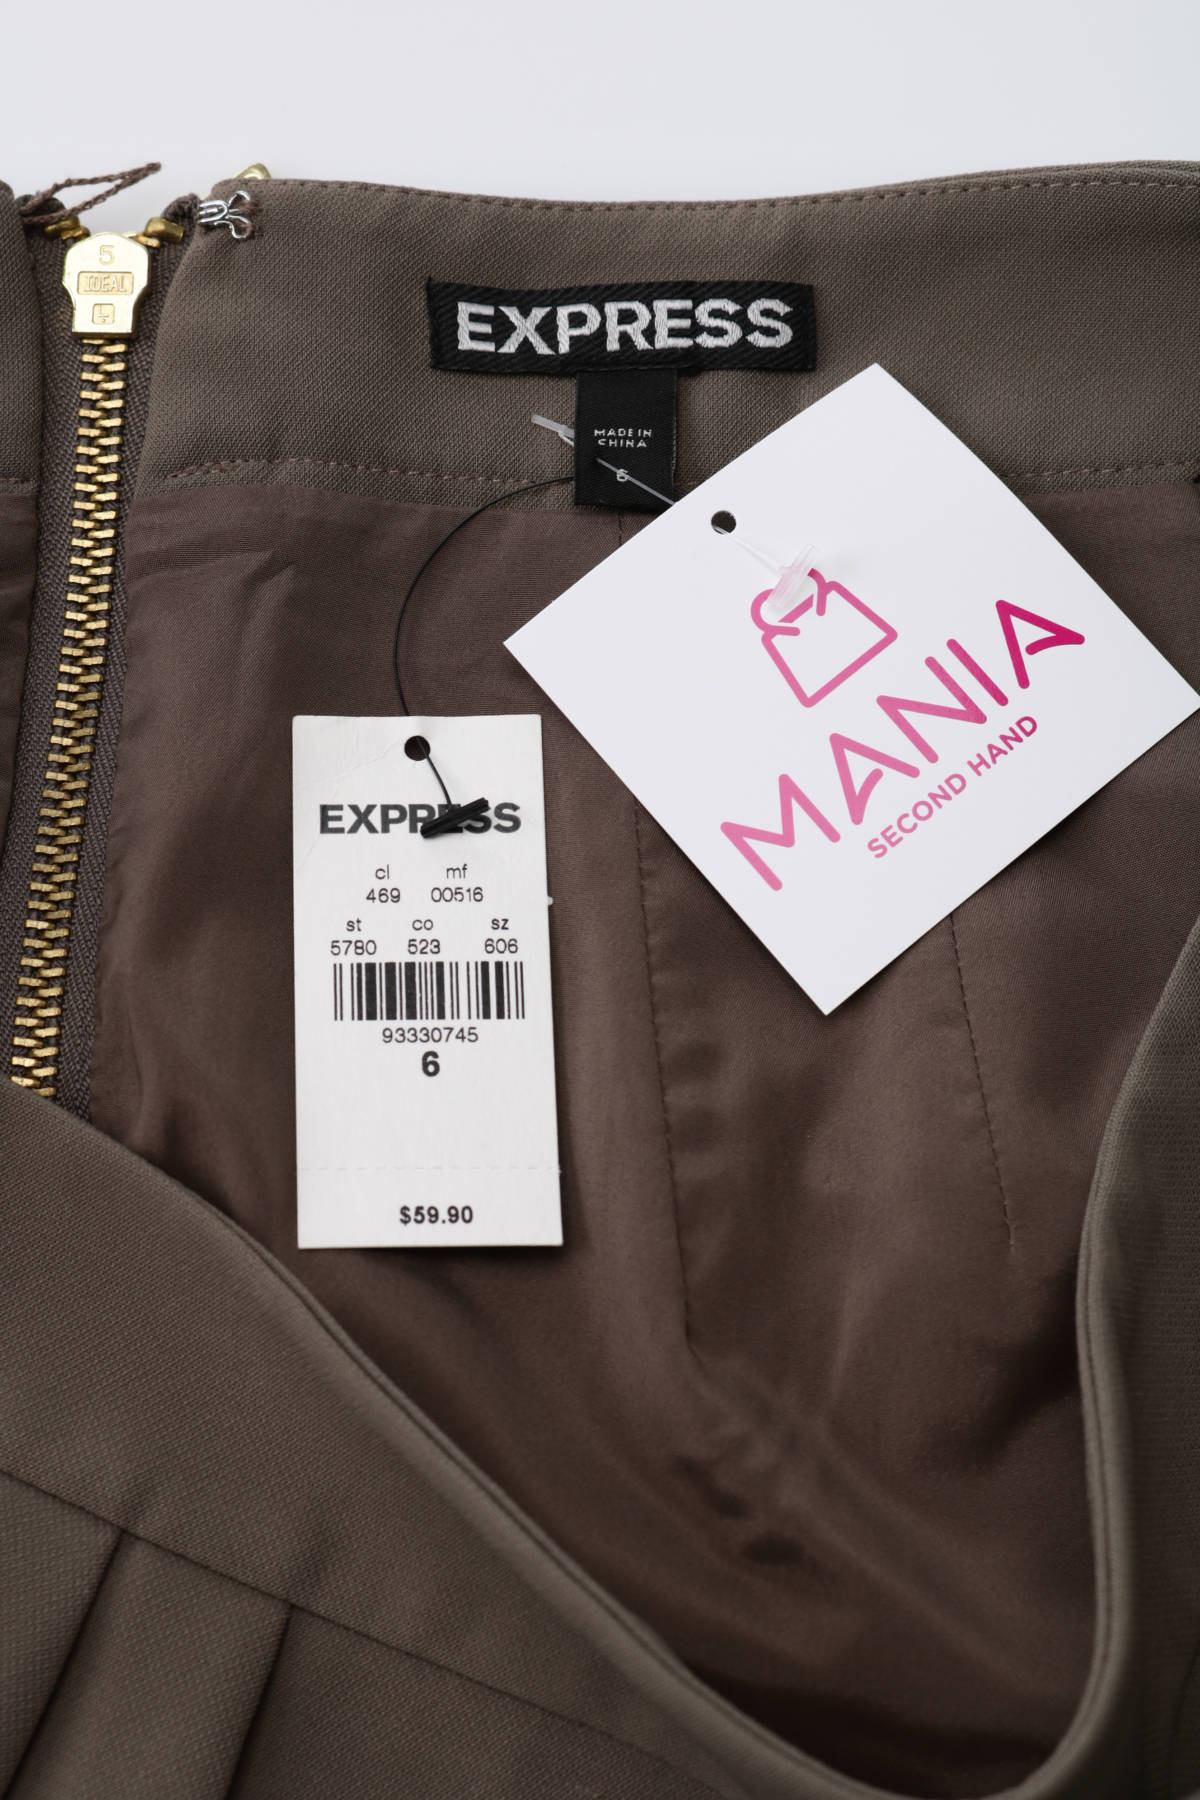 5
IDEAL
L
EXPRESS
MADE IN
CHINA
6
MANIA
SECOND HAND
EXPRESS
cl mf
469 00516
st co sz
5780 523 606
93330745
6
$59.90